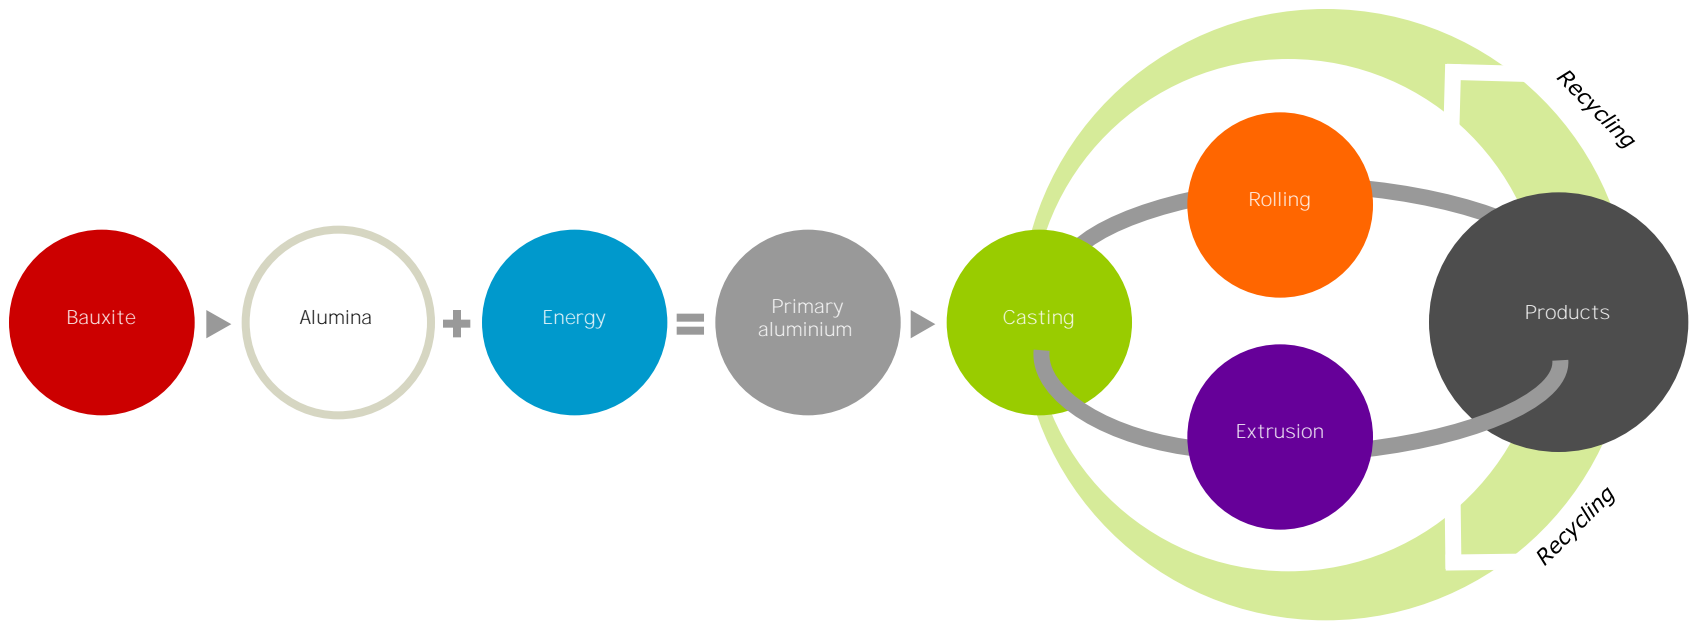 Bauxite
Alumina
Energy
Primary
aluminium
Casting
Rolling
Extrusion
Products
Recycling
Recycling